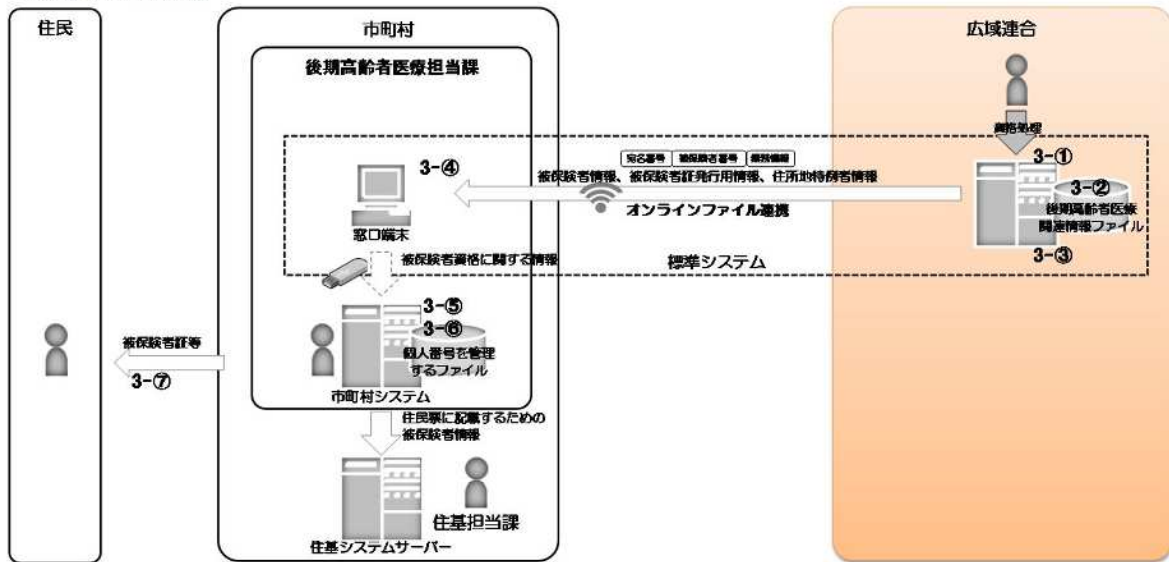 住民
市町村
広域連合
後期高齢者医療担当課
資格処理
宛名番号 被保険者番号 業務情報
被保険者情報、被保険者証発行用情報、住所地特例者情報
オンラインファイル連携
3-①
3-②
後期高齢者医療
関連情報ファイル
3-③
3-④
窓口端末
標準システム
被保険者資格に関する情報
3-⑤
3-⑥
個人番号を管理
するファイル
市町村システム
被保険者証等
3-⑦
住民票に記載するための
被保険者情報
住基担当課
住基システムサーバー